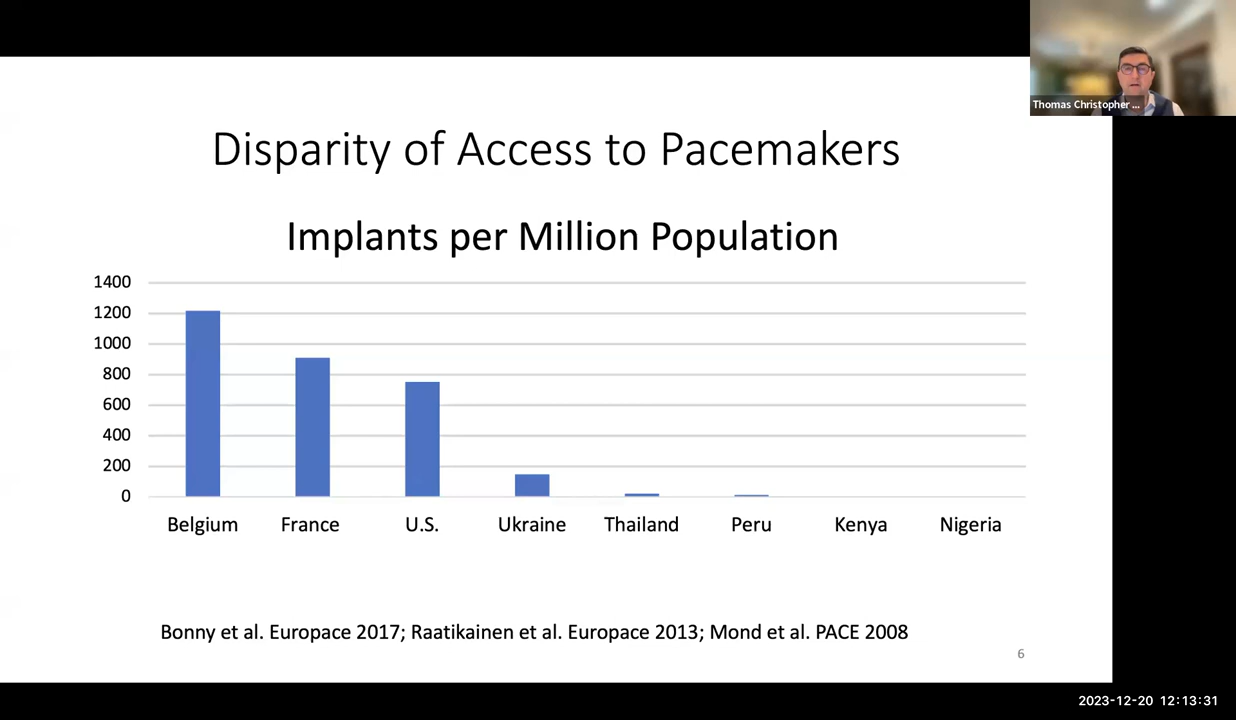 Thomas Christopher ...
Disparity of Access to Pacemakers
Implants per Million Population
1400
1200
1000
800
600
400
200
0
Belgium France U.S. Ukraine Thailand Peru Kenya Nigeria
Bonny et al. Europace 2017; Raatikainen et al. Europace 2013; Mond et al. PACE 2008
6
2023-12-20 12:13:31